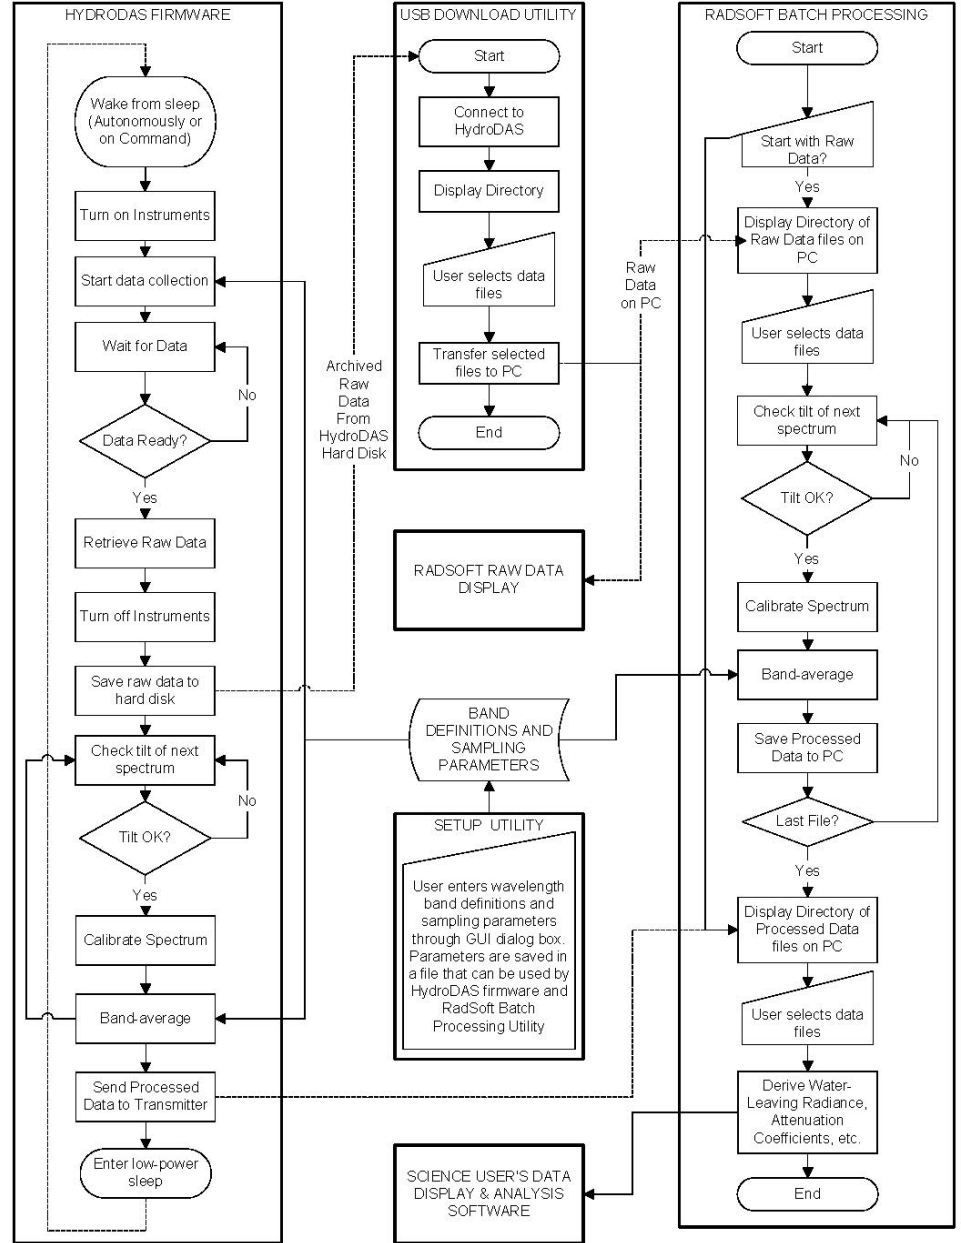 HYDRODAS FIRMWARE
Wake from sleep
(Autonomously or
on Command)
Turn on Instruments
Start data collection
Wait for Data
No
Data Ready?
Yes
Retrieve Raw Data
Turn off Instruments
Save raw data to
hard disk
Check tilt of next
spectrum
No
Tilt OK?
Yes
Calibrate Spectrum
Band-average
Send Processed
Data to Transmitter
Enter low-power
sleep
Archived
Raw
Data
From
HydroDAS
Hard Disk
USB DOWNLOAD UTILITY
Start
Connect to
HydroDAS
Display Directory
User selects data
files
Transfer selected
files to PC
End
Raw
Data
on PC
RADSOFT RAW DATA
DISPLAY
BAND
DEFINITIONS AND
SAMPLING
PARAMETERS
SETUP UTILITY
User enters wavelength
band definitions and
sampling parameters
through GUI dialog box.
Parameters are saved in
a file that can be used by
HydroDAS firmware and
RadSoft Batch
Processing Utility
SCIENCE USER'S DATA
DISPLAY & ANALYSIS
SOFTWARE
RADSOFT BATCH PROCESSING
Start
Start with Raw
Data?
Yes
Display Directory of
Raw Data files on
PC
User selects data
files
Check tilt of next
spectrum
No
Tilt OK?
Yes
Calibrate Spectrum
Band-average
Save Processed
Data to PC
Last File?
Yes
Display Directory of
Processed Data
files on PC
User selects data
files
Derive Water-
Leaving Radiance,
Attenuation
Coefficients, etc.
End